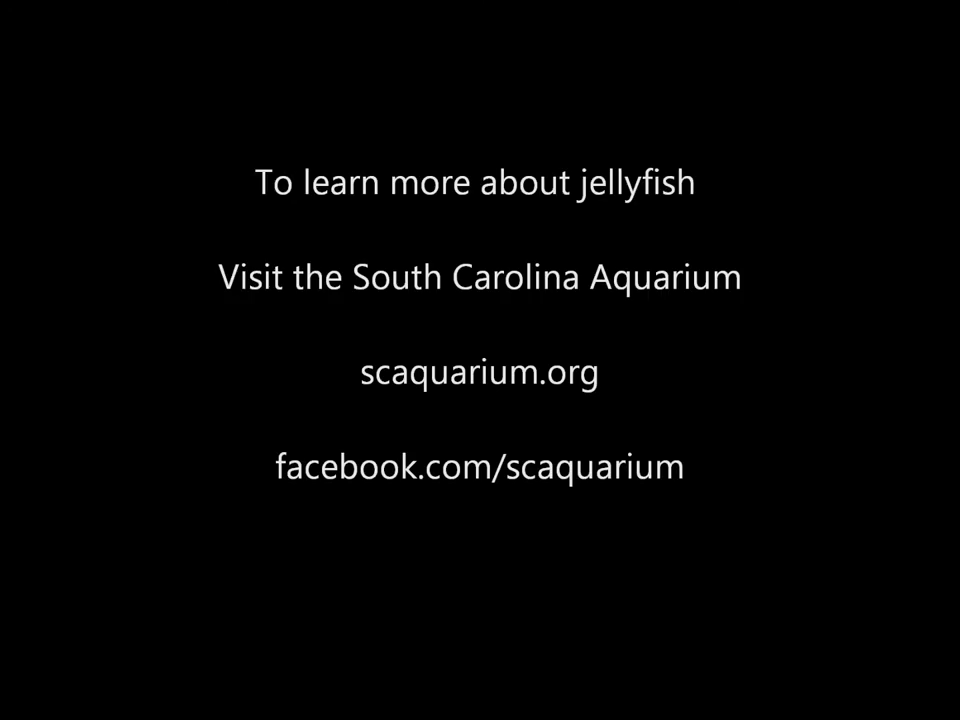 To learn more about jellyfish
Visit the South Carolina Aquarium
scaquarium.org
facebook.com/scaquarium